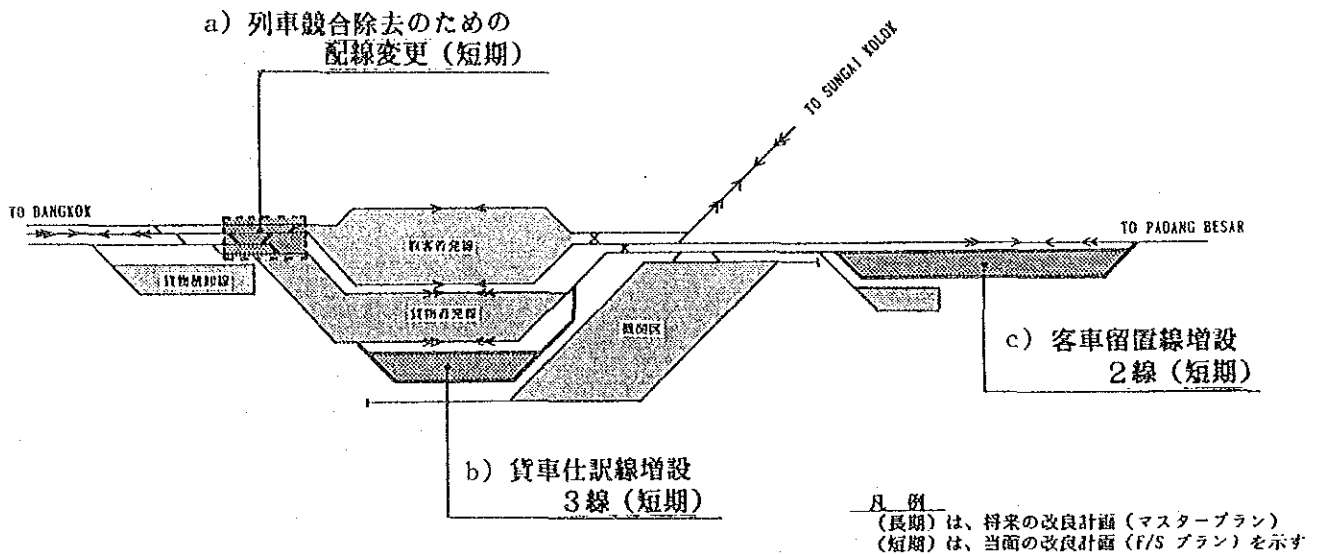 a) 列車競合除去のための
配線変更 (短期)
TO SUNGAI KOLOK
TO BANGKOK
TO PADANG BESAR
旅客着発線
貨物着発線
機関区
c) 客車留置線増設
2線 (短期)
b) 貨車仕訳線増設
3線 (短期)
凡 例
(長期) は、将来の改良計画 (マスタープラン)
(短期) は、当面の改良計画 (F/S プラン) を示す